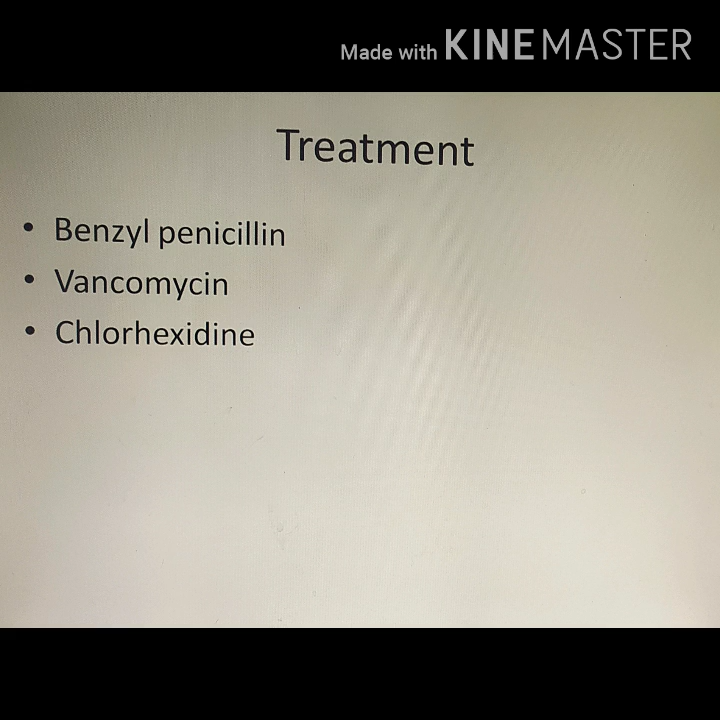 Made with KINEMASTER
Treatment
• Benzyl penicillin
• Vancomycin
• Chlorhexidine